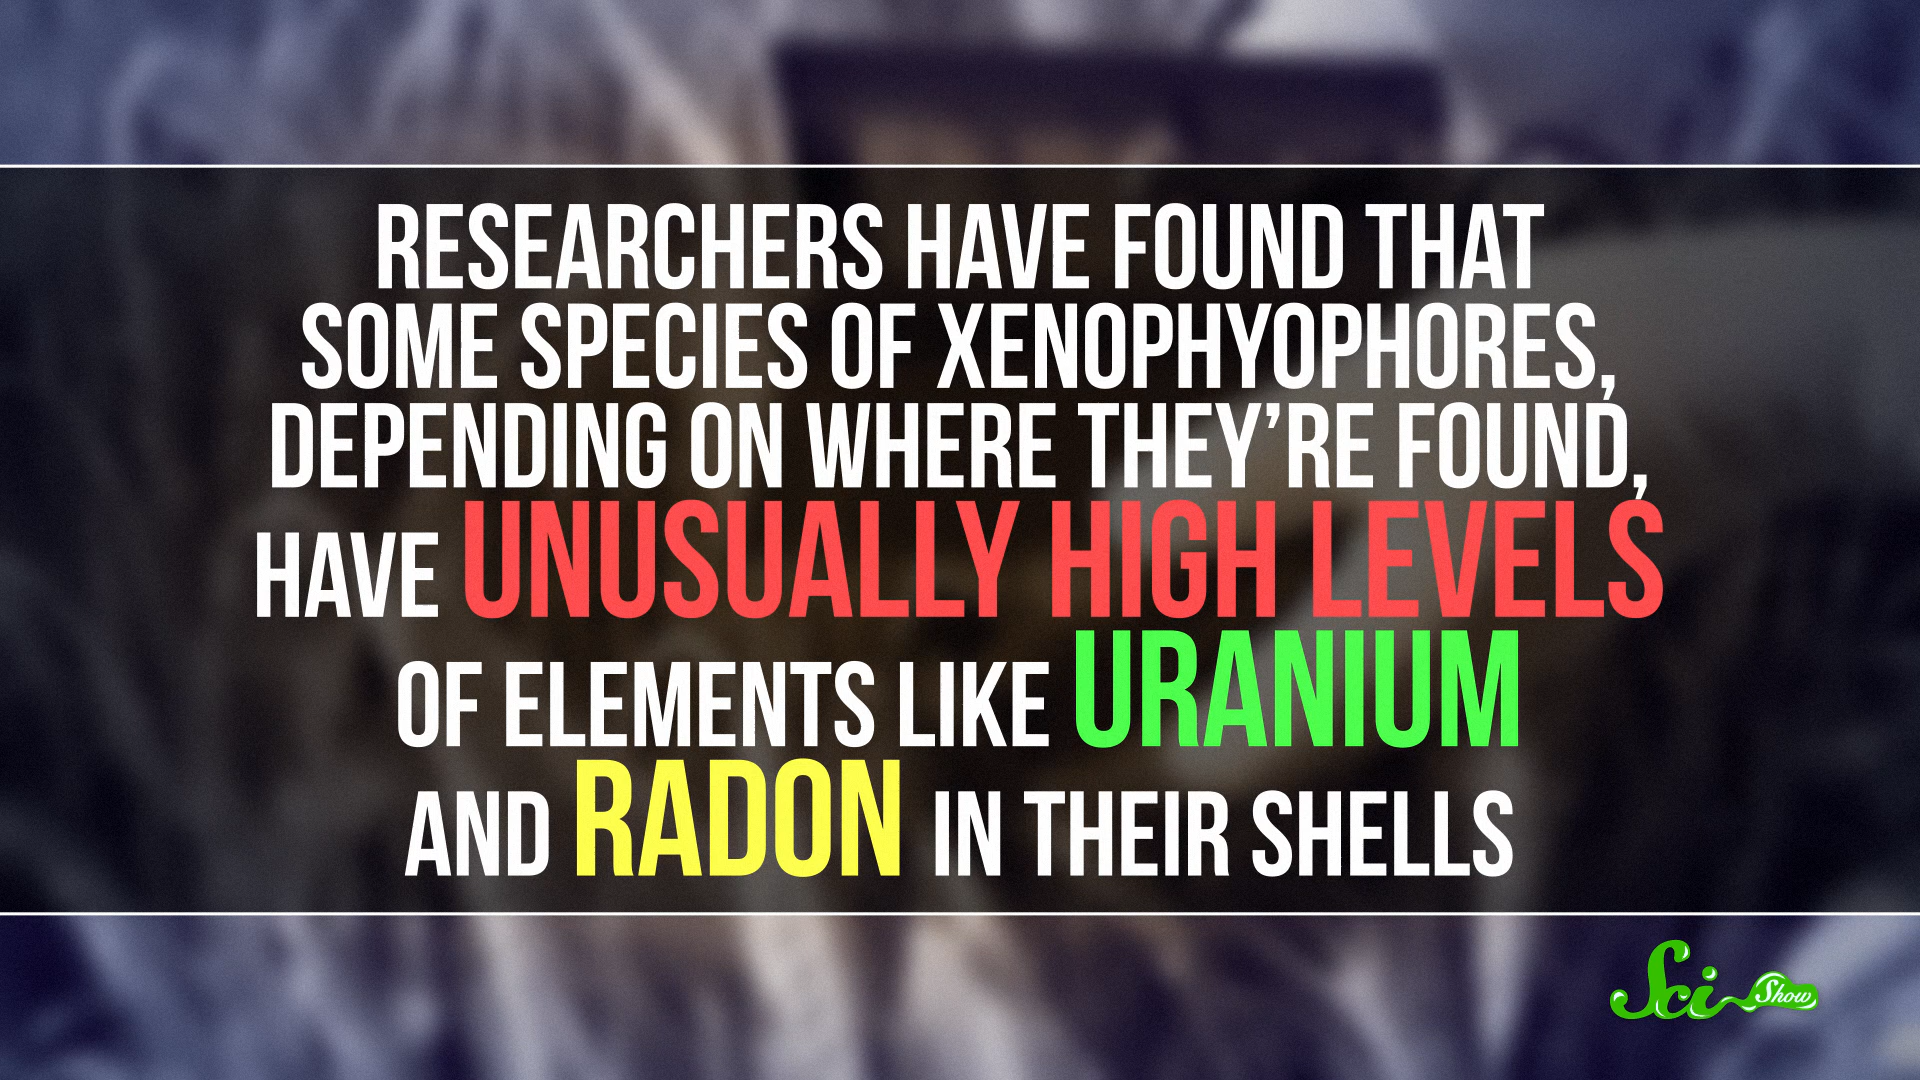 RESEARCHERS HAVE FOUND THAT
SOME SPECIES OF XENOPHYOPHORES,
DEPENDING ON WHERE THEY'RE FOUND,
HAVE UNUSUALLY HIGH LEVELS
OF ELEMENTS LIKE URANIUM
AND RADON IN THEIR SHELLS
Sci Show